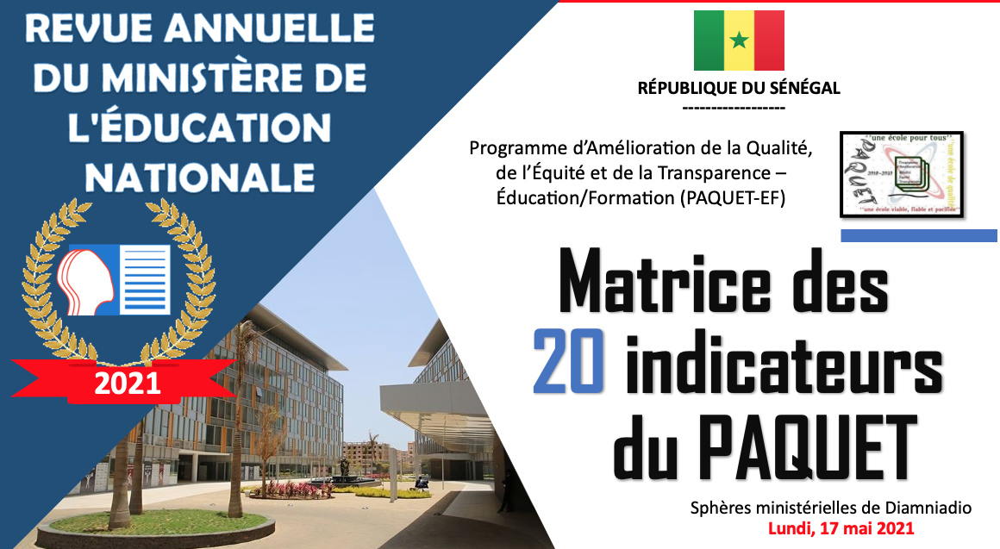 REVUE ANNUELLE
DU MINISTÈRE DE
L'ÉDUCATION
NATIONALE
2021
RÉPUBLIQUE DU SÉNÉGAL
------------------
Programme d’Amélioration de la Qualité,
de l’Équité et de la Transparence –
Éducation/Formation (PAQUET-EF)
"une école pour tous"
PAQUET
2018-2030
"une école de qualité
"une école viable, fiable et pacifiée"
Matrice des
20 indicateurs
du PAQUET
Sphères ministérielles de Diamniadio
Lundi, 17 mai 2021